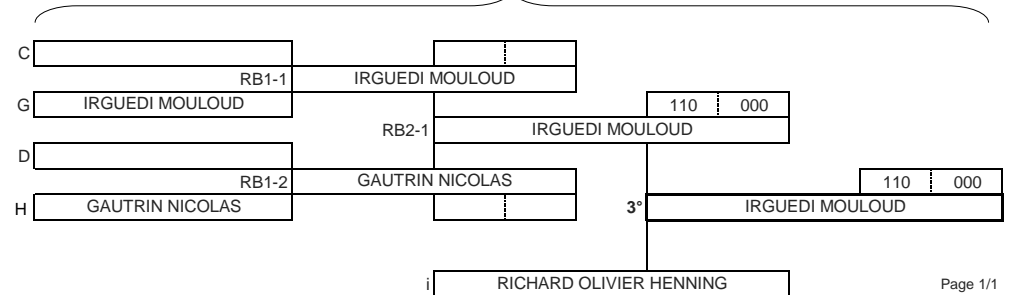 C
RB1-1 IRGUEDI MOULOUD
G IRGUEDI MOULOUD 110 000
RB2-1 IRGUEDI MOULOUD
D
RB1-2 GAUTRIN NICOLAS 110 000
H GAUTRIN NICOLAS 3° IRGUEDI MOULOUD
i RICHARD OLIVIER HENNING Page 1/1